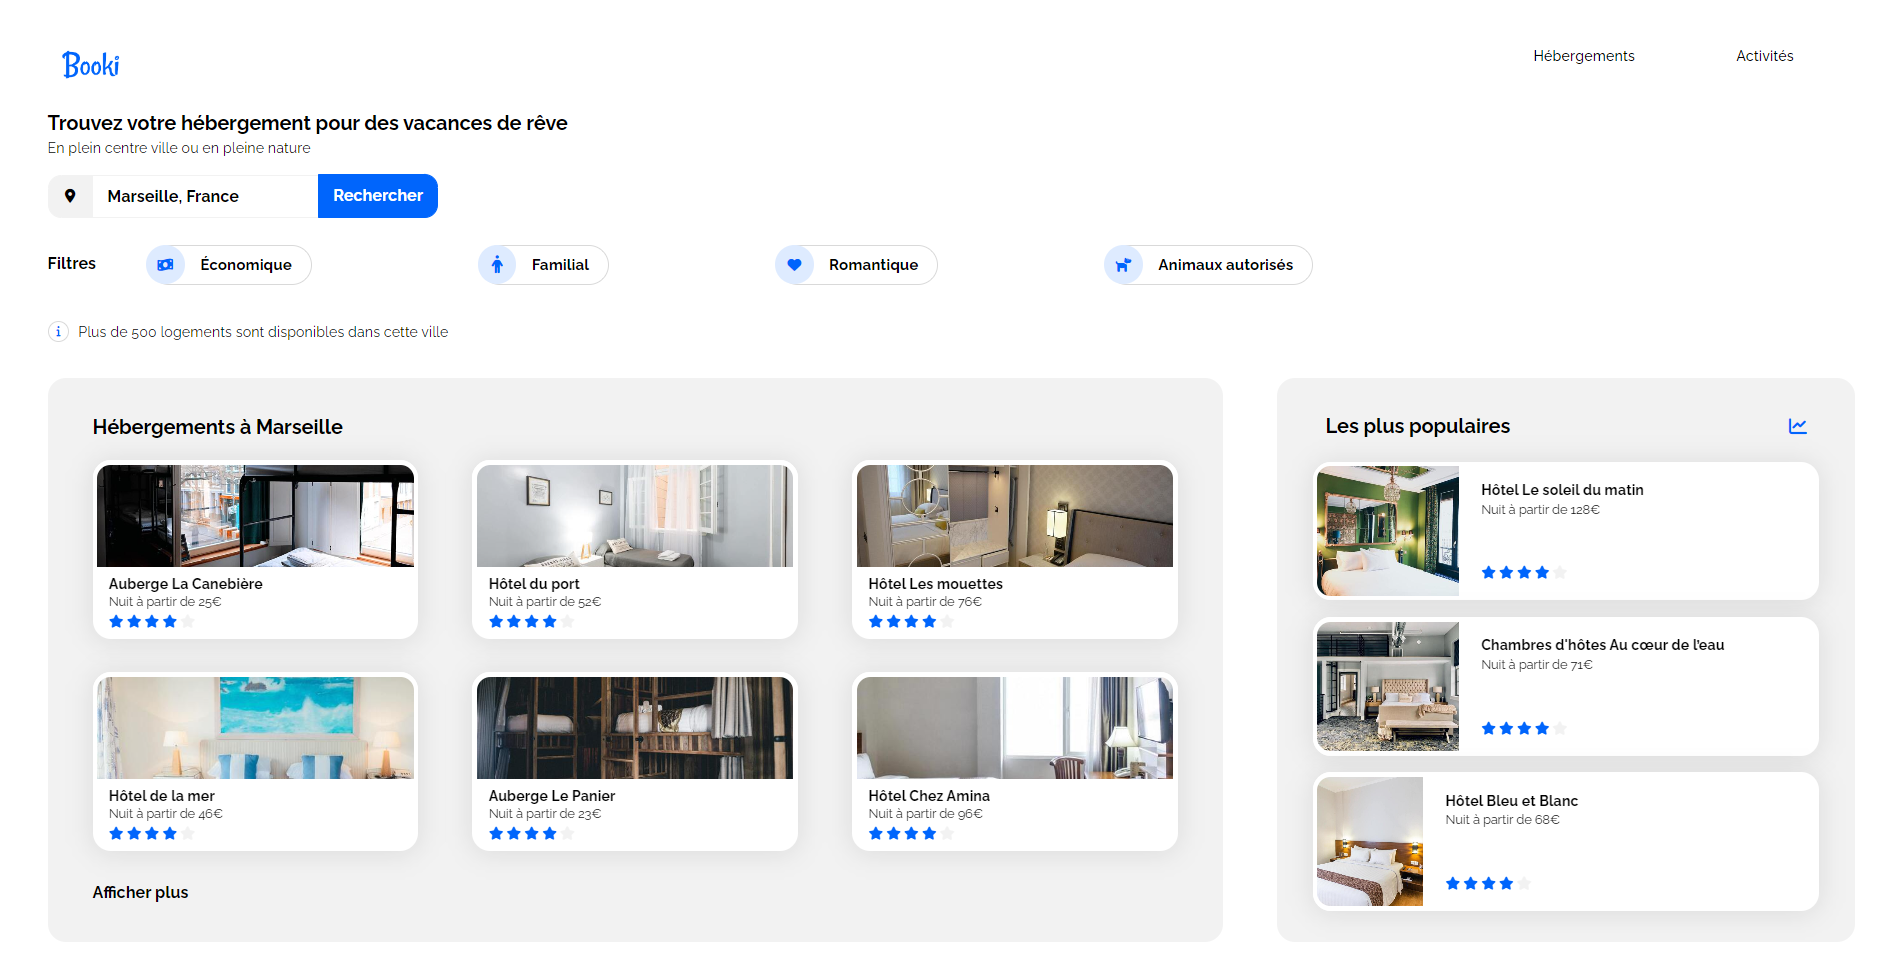 Booki
Hébergements
Activités
Trouvez votre hébergement pour des vacances de rêve
En plein centre ville ou en pleine nature
Marseille, France
Rechercher
Filtres
Économique
Familial
Romantique
Animaux autorisés
Plus de 500 logements sont disponibles dans cette ville
Hébergements à Marseille
Auberge La Canebière
Nuit à partir de 25€
Hôtel du port
Nuit à partir de 52€
Hôtel Les mouettes
Nuit à partir de 76€
Hôtel de la mer
Nuit à partir de 46€
Auberge Le Panier
Nuit à partir de 23€
Hôtel Chez Amina
Nuit à partir de 96€
Afficher plus
Les plus populaires
Hôtel Le soleil du matin
Nuit à partir de 128€
Chambres d'hôtes Au cœur de l'eau
Nuit à partir de 71€
Hôtel Bleu et Blanc
Nuit à partir de 68€